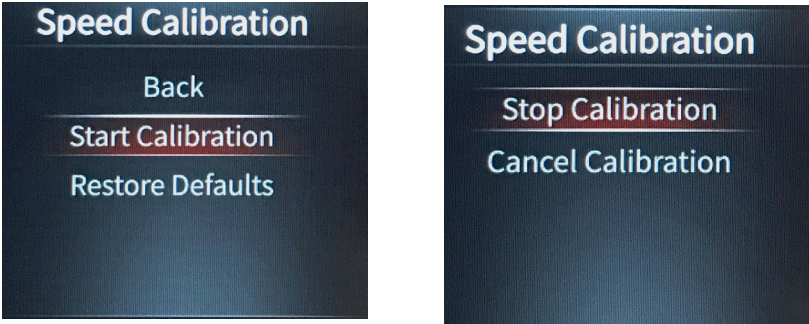 Speed Calibration
Back
Start Calibration
Restore Defaults
Speed Calibration
Stop Calibration
Cancel Calibration